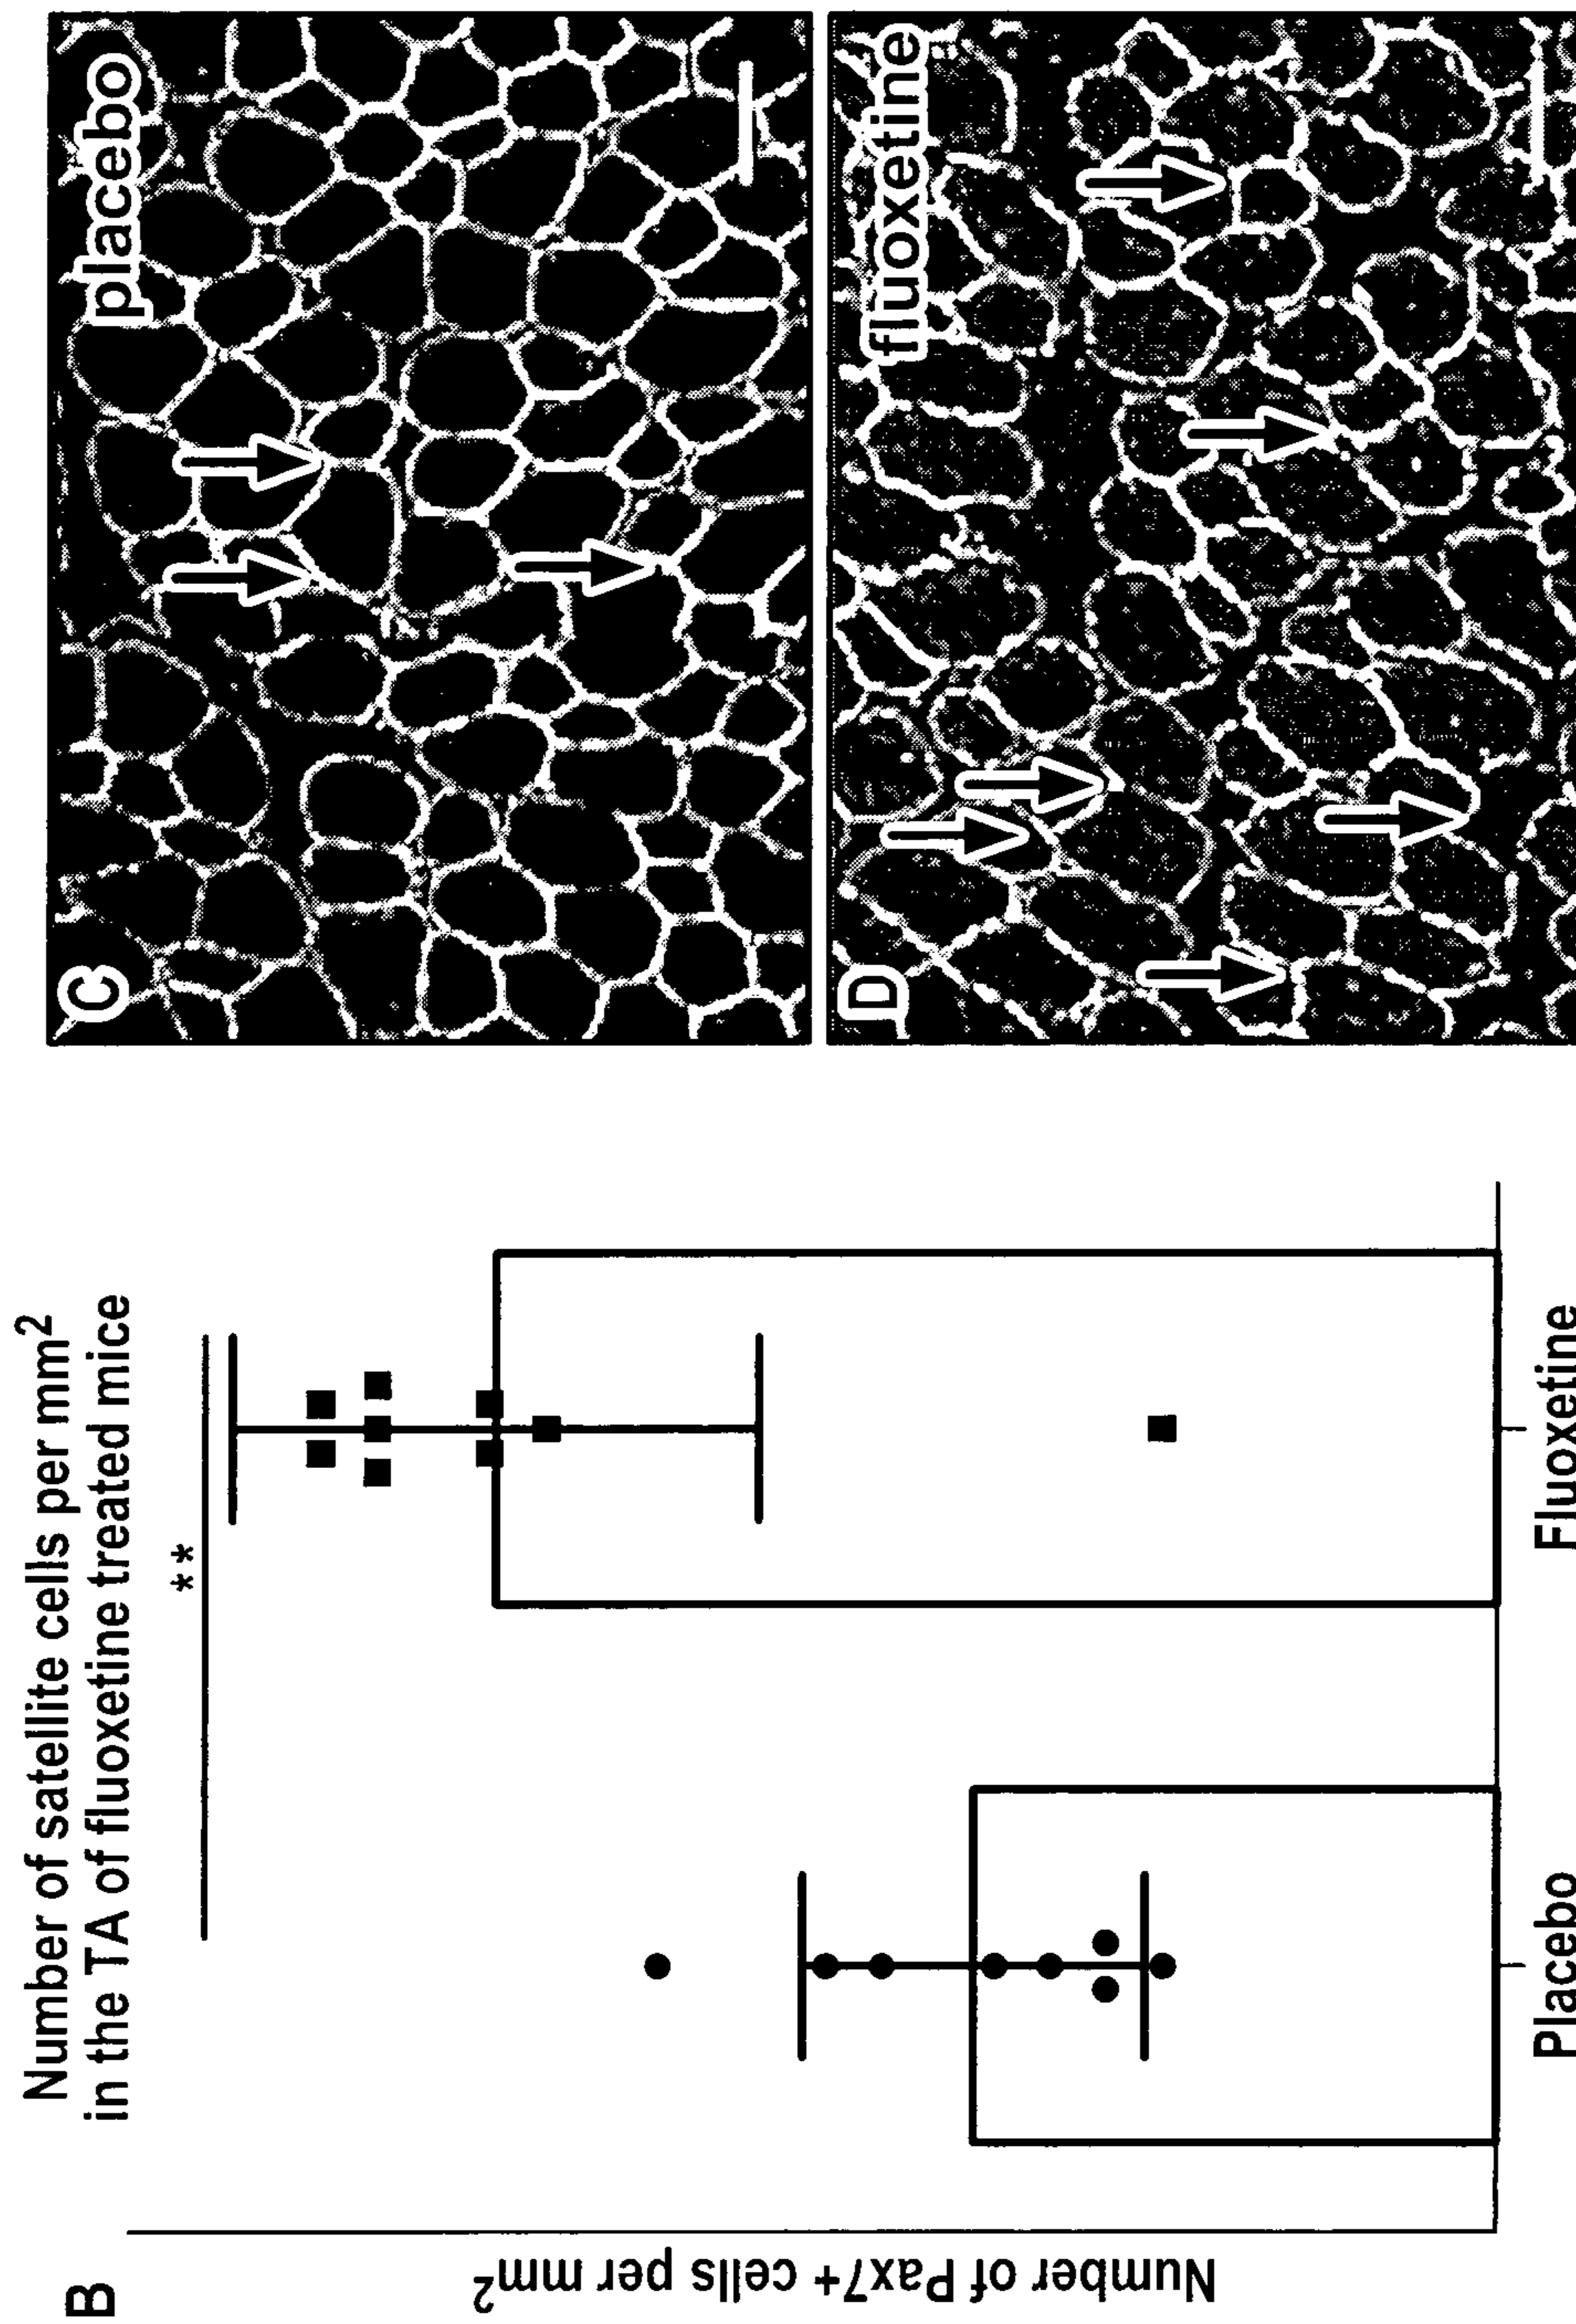 B
Number of satellite cells per mm²
in the TA of fluoxetine treated mice
**
Number of Pax7+ cells per mm²
Placebo
Fluoxetine
C
placebo
D
fluoxetine